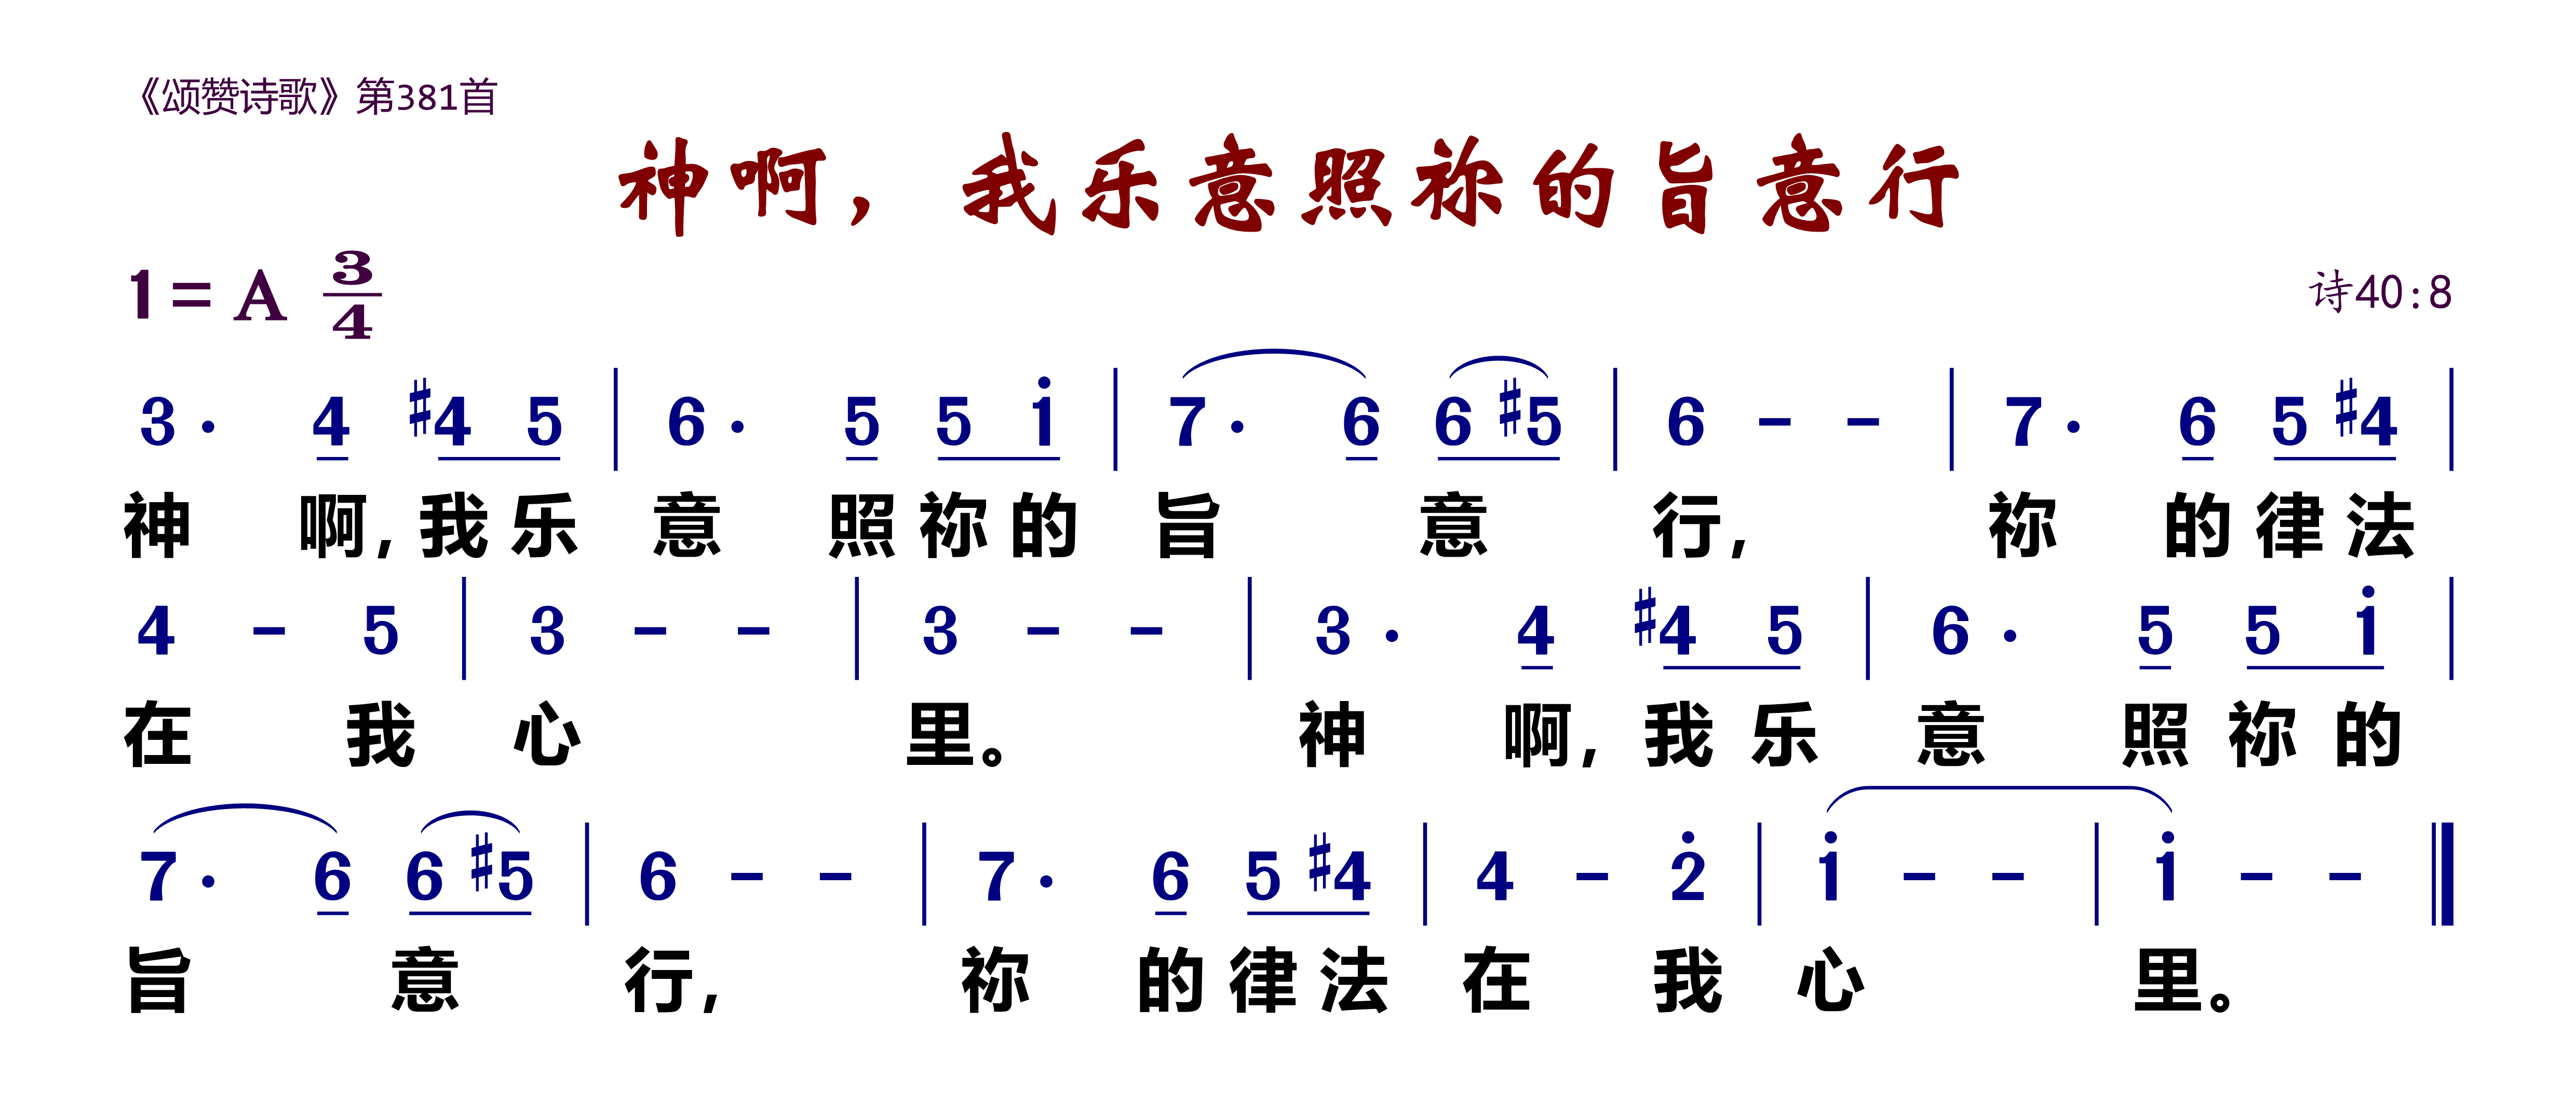 《颂赞诗歌》第381首
神啊，我乐意照祢的旨意行
1= A 3/4
诗40:8
3· 4 #4 5 | 6· 5 5 i̇ | 7· 6 6 #5 | 6 - - | 7· 6 5 #4 |
神 啊, 我 乐 意 照 祢 的 旨 意 行, 祢 的 律 法
4 - 5 | 3 - - | 3 - - | 3· 4 #4 5 | 6· 5 5 i̇ |
在 我 心 里。 神 啊, 我 乐 意 照 祢 的
7· 6 6 #5 | 6 - - | 7· 6 5 #4 | 4 - 2̇ | i̇ - - | i̇ - - ‖
旨 意 行, 祢 的 律 法 在 我 心 里。